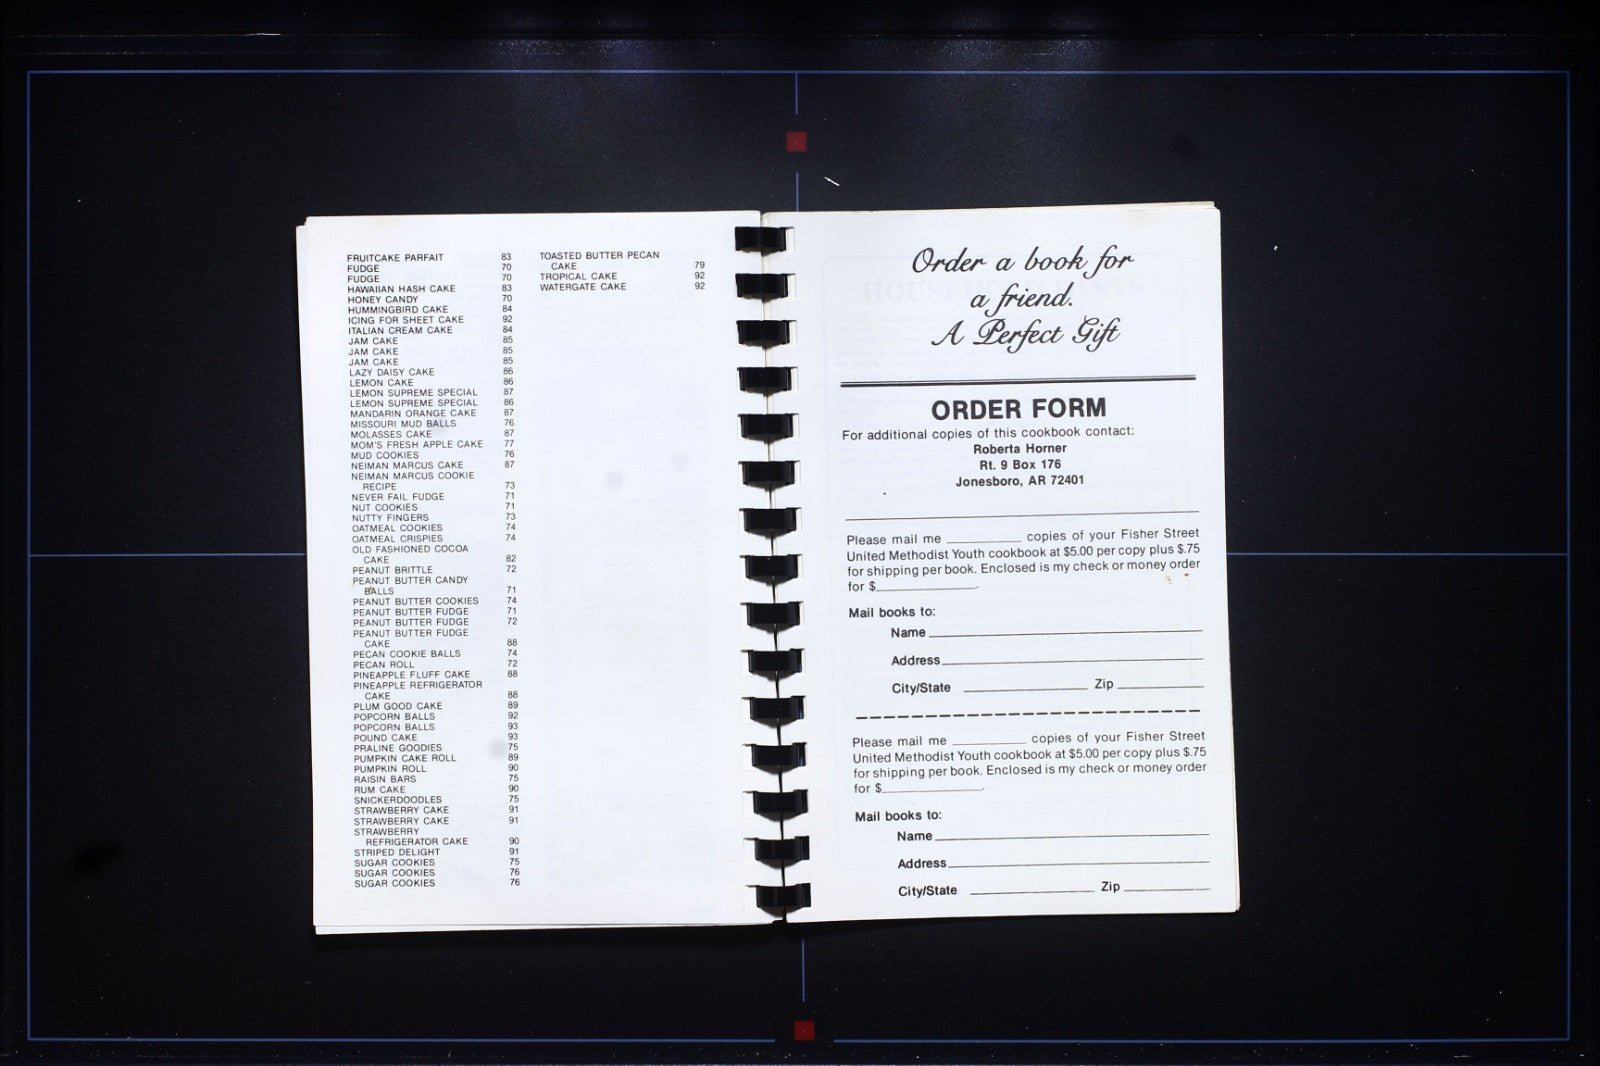 FRUITCAKE PARFAIT 83
FUDGE 70
FUDGE 70
HAWAIIAN HASH CAKE 83
HONEY CANDY 70
HUMMINGBIRD CAKE 84
ICING FOR SHEET CAKE 92
ITALIAN CREAM CAKE 84
JAM CAKE 85
JAM CAKE 85
JAM CAKE 85
LAZY DAISY CAKE 86
LEMON CAKE 86
LEMON SUPREME SPECIAL 87
LEMON SUPREME SPECIAL 86
MANDARIN ORANGE CAKE 87
MISSOURI MUD BALLS 76
MOLASSES CAKE 87
MOM'S FRESH APPLE CAKE 77
MUD COOKIES 76
NEIMAN MARCUS CAKE 87
NEIMAN MARCUS COOKIE
RECIPE 73
NEVER FAIL FUDGE 71
NUT COOKIES 71
NUTTY FINGERS 73
OATMEAL COOKIES 74
OATMEAL CRISPIES 74
OLD FASHIONED COCOA
CAKE 82
PEANUT BRITTLE 72
PEANUT BUTTER CANDY
BALLS 71
PEANUT BUTTER COOKIES 74
PEANUT BUTTER FUDGE 71
PEANUT BUTTER FUDGE 72
PEANUT BUTTER FUDGE
CAKE 88
PECAN COOKIE BALLS 74
PECAN ROLL 72
PINEAPPLE FLUFF CAKE 88
PINEAPPLE REFRIGERATOR
CAKE 88
PLUM GOOD CAKE 89
POPCORN BALLS 92
POPCORN BALLS 93
POUND CAKE 93
PRALINE GOODIES 75
PUMPKIN CAKE ROLL 89
PUMPKIN ROLL 90
RAISIN BARS 75
RUM CAKE 90
SNICKERDOODLES 75
STRAWBERRY CAKE 91
STRAWBERRY CAKE 91
STRAWBERRY
REFRIGERATOR CAKE 90
STRIPED DELIGHT 91
SUGAR COOKIES 75
SUGAR COOKIES 76
SUGAR COOKIES 76
TOASTED BUTTER PECAN
CAKE 79
TROPICAL CAKE 92
WATERGATE CAKE 92
Order a book for
a friend.
A Perfect Gift
ORDER FORM
For additional copies of this cookbook contact:
Roberta Horner
Rt. 9 Box 176
Jonesboro, AR 72401
Please mail me __________ copies of your Fisher Street
United Methodist Youth cookbook at $5.00 per copy plus $.75
for shipping per book. Enclosed is my check or money order
for $______________.
Mail books to:
Name
Address
City/State Zip
Please mail me __________ copies of your Fisher Street
United Methodist Youth cookbook at $5.00 per copy plus $.75
for shipping per book. Enclosed is my check or money order
for $______________.
Mail books to:
Name
Address
City/State Zip